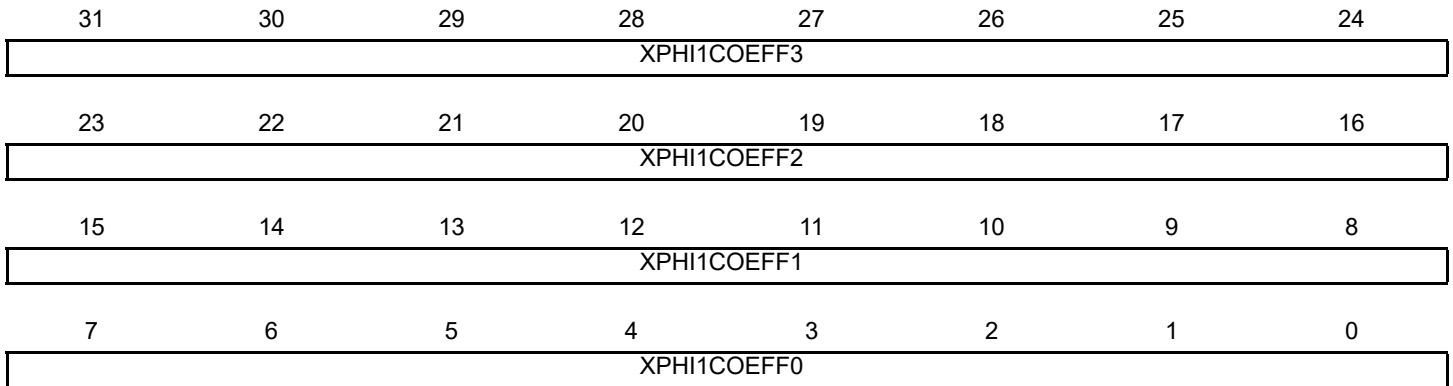 31 30 29 28 27 26 25 24
XPHI1COEFF3
23 22 21 20 19 18 17 16
XPHI1COEFF2
15 14 13 12 11 10 9 8
XPHI1COEFF1
7 6 5 4 3 2 1 0
XPHI1COEFF0